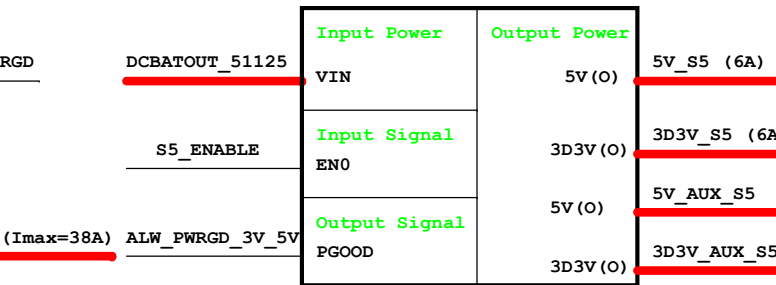 Input Power Output Power
RGD DCBATOUT_51125 VIN 5V(O) 5V_S5 (6A)
Input Signal
S5_ENABLE EN0 3D3V(O) 3D3V_S5 (6A
5V(O) 5V_AUX_S5
Output Signal
(Imax=38A) ALW_PWRGD_3V_5V PGOOD 3D3V(O) 3D3V_AUX_S5